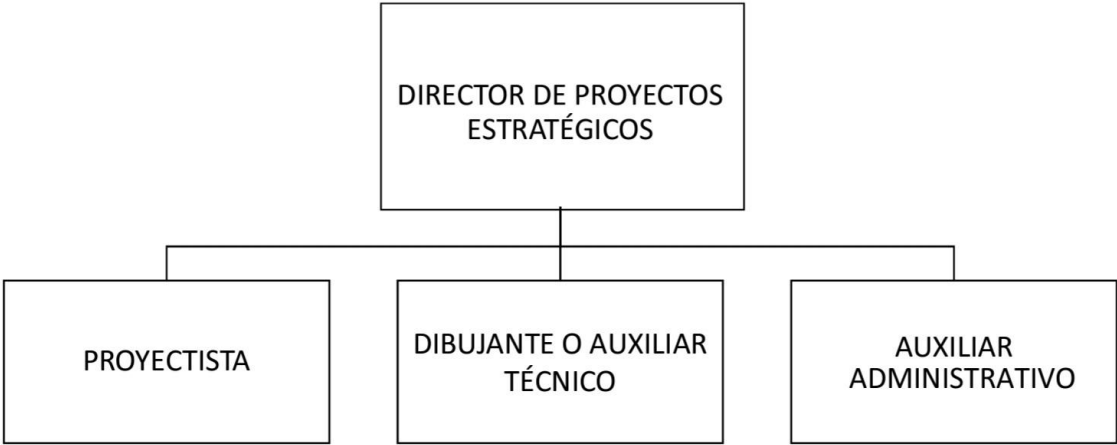 DIRECTOR DE PROYECTOS
ESTRATÉGICOS
PROYECTISTA
DIBUJANTE O AUXILIAR
TÉCNICO
AUXILIAR
ADMINISTRATIVO